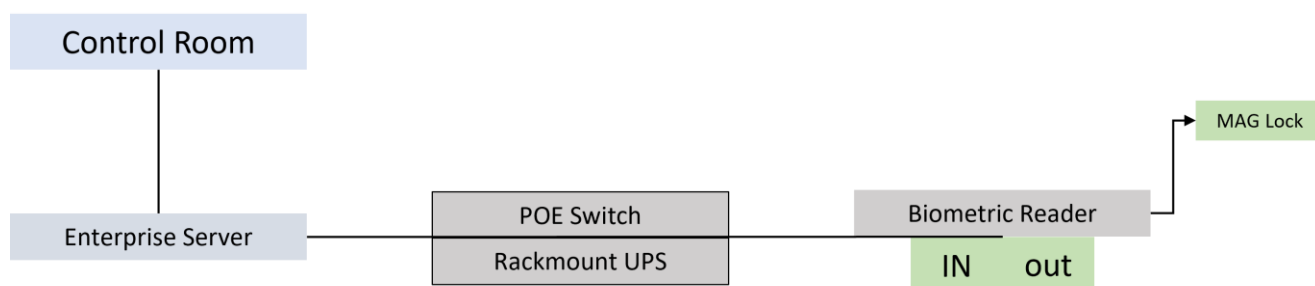 Control Room
MAG Lock
Enterprise Server
POE Switch
Rackmount UPS
Biometric Reader
IN out